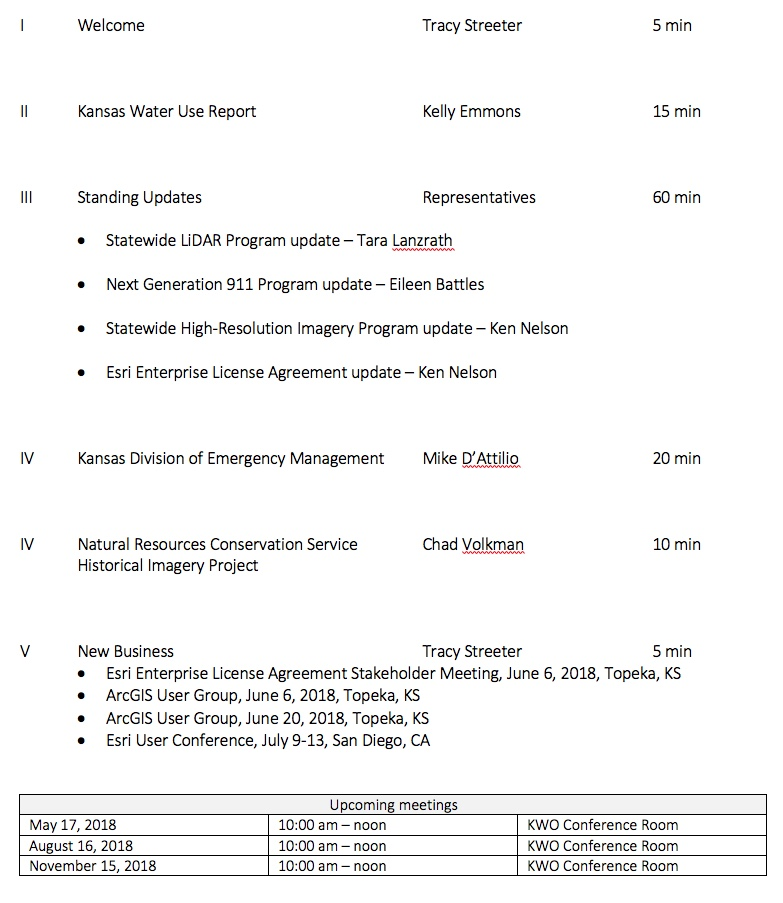 I Welcome Tracy Streeter 5 min
II Kansas Water Use Report Kelly Emmons 15 min
III Standing Updates Representatives 60 min
• Statewide LiDAR Program update – Tara Lanzrath
• Next Generation 911 Program update – Eileen Battles
• Statewide High-Resolution Imagery Program update – Ken Nelson
• Esri Enterprise License Agreement update – Ken Nelson
IV Kansas Division of Emergency Management Mike D’Attilio 20 min
IV Natural Resources Conservation Service Chad Volkman 10 min
Historical Imagery Project
V New Business Tracy Streeter 5 min
• Esri Enterprise License Agreement Stakeholder Meeting, June 6, 2018, Topeka, KS
• ArcGIS User Group, June 6, 2018, Topeka, KS
• ArcGIS User Group, June 20, 2018, Topeka, KS
• Esri User Conference, July 9-13, San Diego, CA
Upcoming meetings
May 17, 2018 10:00 am – noon KWO Conference Room
August 16, 2018 10:00 am – noon KWO Conference Room
November 15, 2018 10:00 am – noon KWO Conference Room